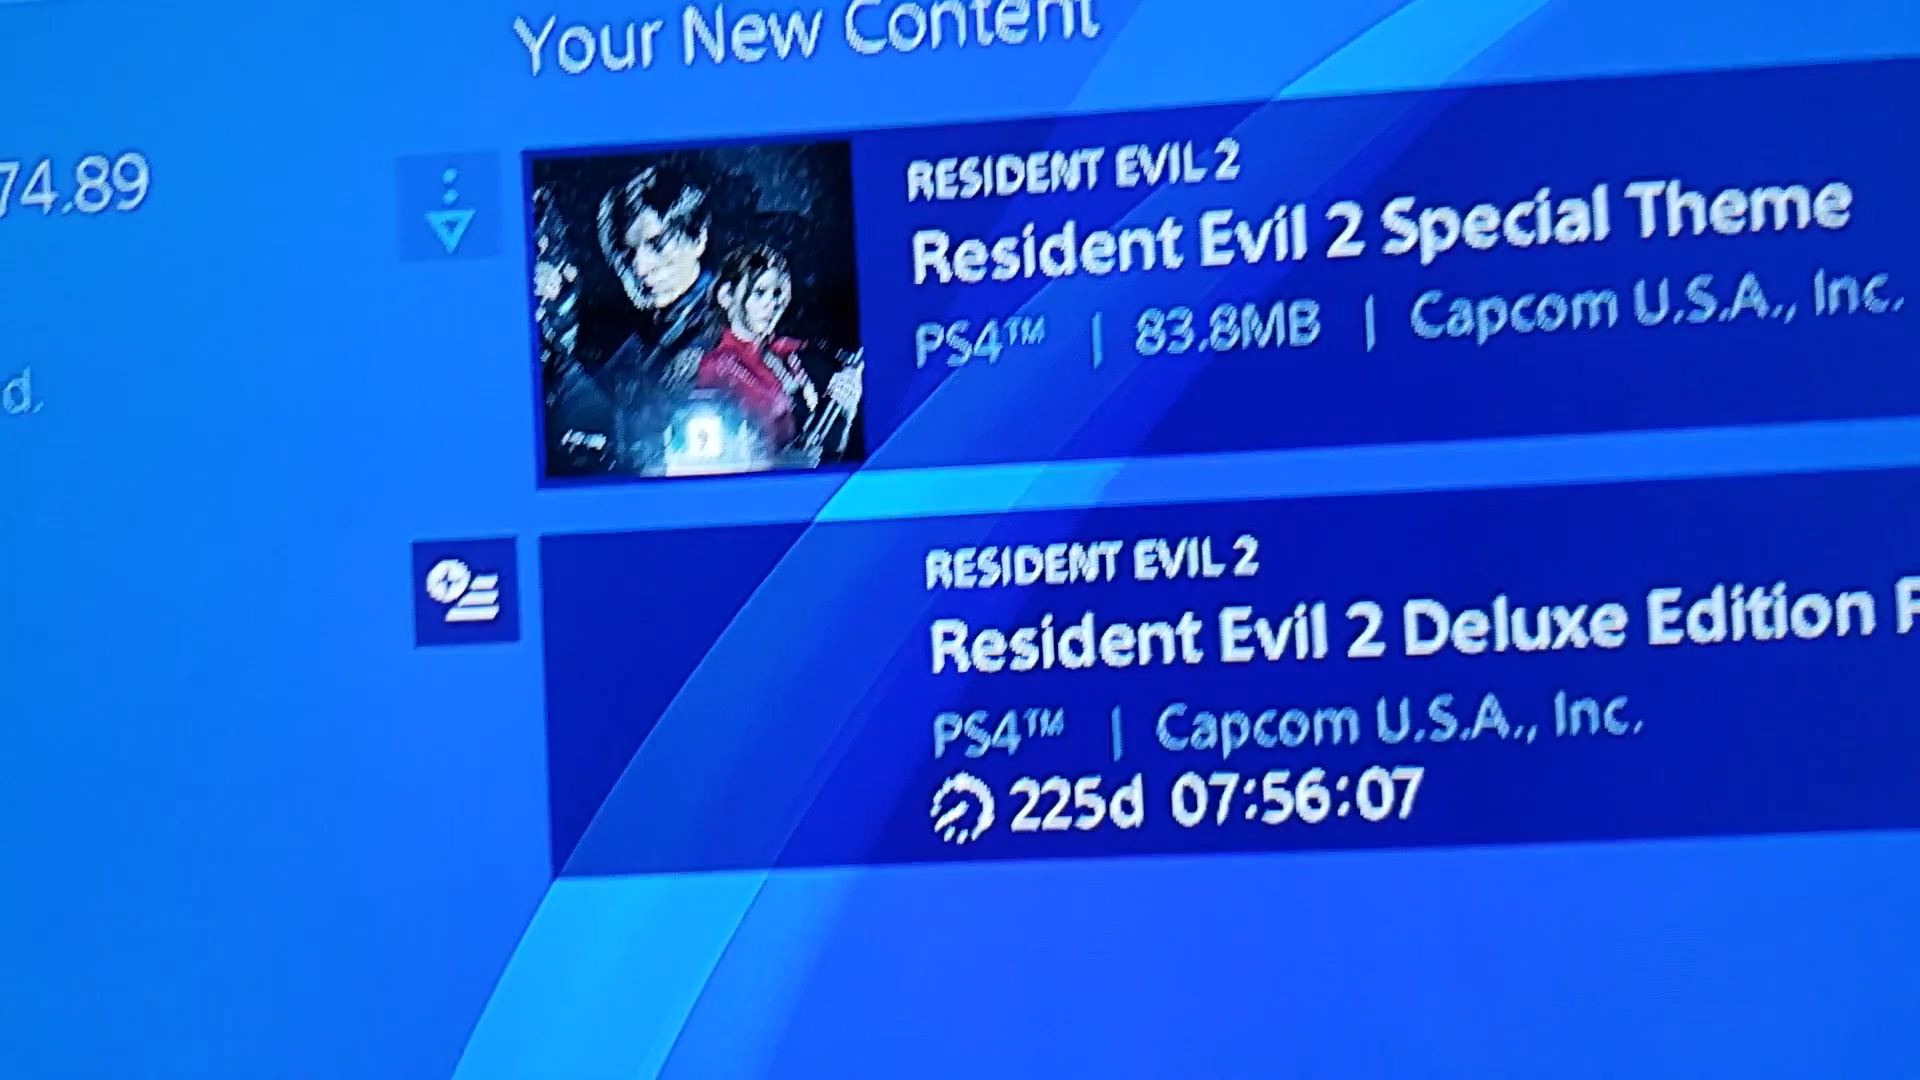 Your New Content
74.89
d.
RESIDENT EVIL 2
Resident Evil 2 Special Theme
PS4™ | 83.8MB | Capcom U.S.A., Inc.
RESIDENT EVIL 2
Resident Evil 2 Deluxe Edition
PS4™ | Capcom U.S.A., Inc.
225d 07:56:07